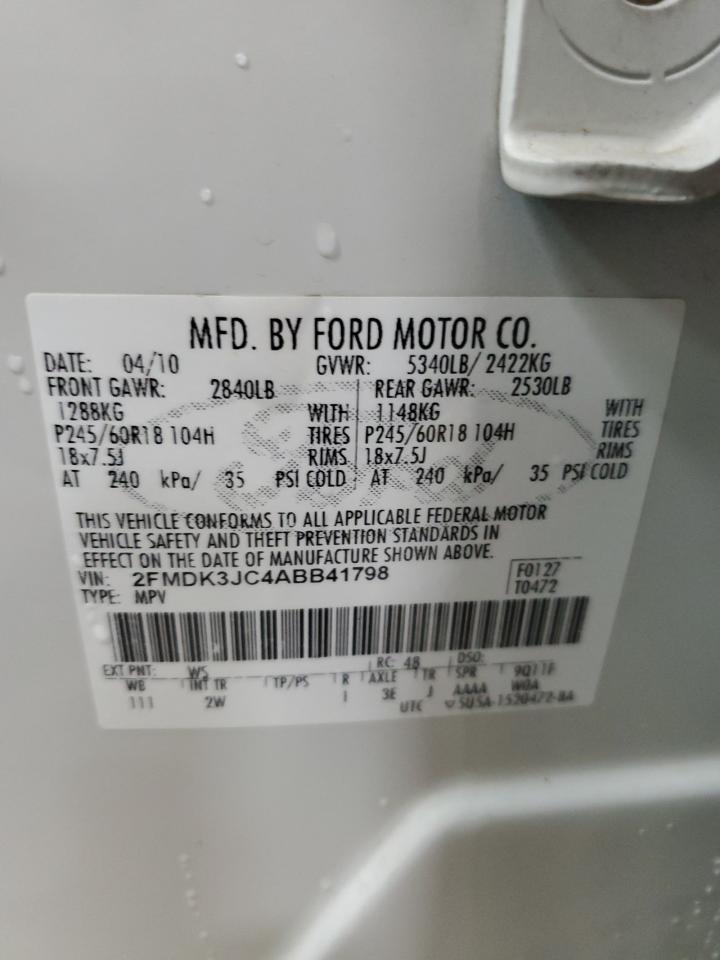 MFD. BY FORD MOTOR CO.
DATE: 04/10 GVWR: 5340LB/ 2422KG
FRONT GAWR: 2840LB REAR GAWR: 2530LB
1288KG WITH 1148KG WITH
P245/60R18 104H TIRES P245/60R18 104H TIRES
18x7.5J RIMS 18x7.5J RIMS
AT 240 kPa/ 35 PSI COLD AT 240 kPa/ 35 PSI COLD
THIS VEHICLE CONFORMS TO ALL APPLICABLE FEDERAL MOTOR
VEHICLE SAFETY AND THEFT PREVENTION STANDARDS IN
EFFECT ON THE DATE OF MANUFACTURE SHOWN ABOVE.
VIN: 2FMDK3JC4ABB41798 F0127
TYPE: MPV T0472
EXT PNT: WS RC: 48 DSO:
WB INT TR TP/PS R AXLE TR SPR
111 2W 1 3E J AAAA
UTC